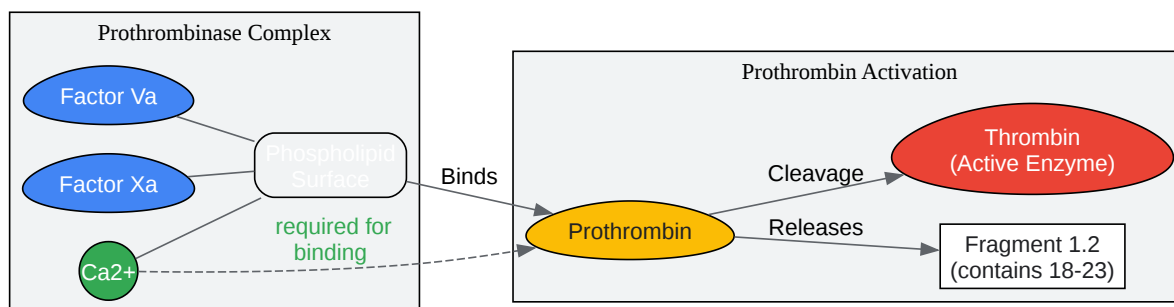 Prothrombinase Complex
Factor Va
Factor Xa
Ca2+
Phospholipid
Surface
required for
binding
Binds
Prothrombin Activation
Prothrombin
Cleavage
Releases
Thrombin
(Active Enzyme)
Fragment 1.2
(contains 18-23)